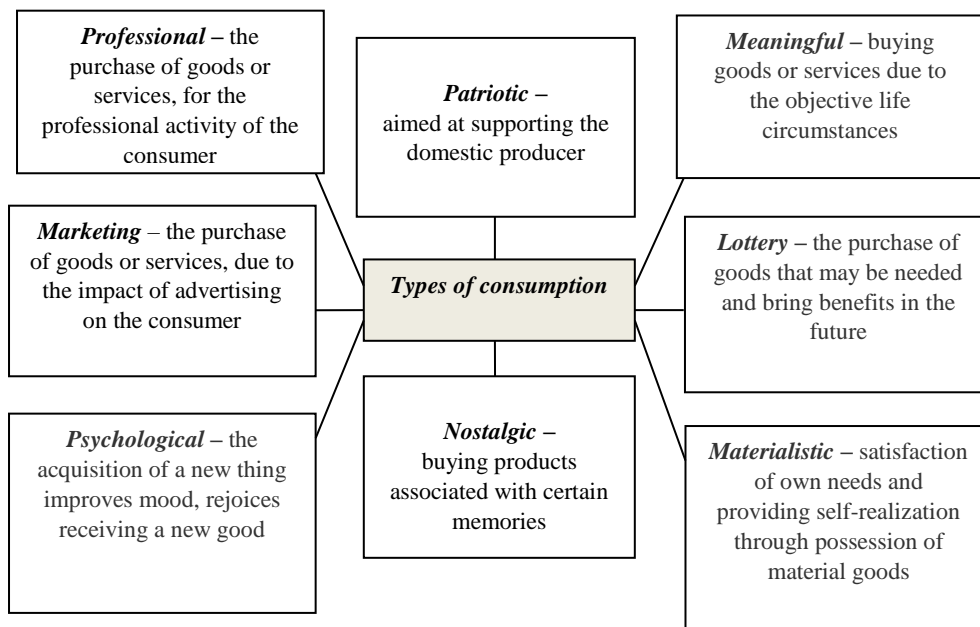 Professional – the
purchase of goods or
services, for the
professional activity of the
consumer
Patriotic –
aimed at supporting the
domestic producer
Meaningful – buying
goods or services due to
the objective life
circumstances
Marketing – the purchase
of goods or services, due to
the impact of advertising
on the consumer
Types of consumption
Lottery – the purchase of
goods that may be needed
and bring benefits in the
future
Psychological – the
acquisition of a new thing
improves mood, rejoices
receiving a new good
Nostalgic –
buying products
associated with certain
memories
Materialistic – satisfaction
of own needs and
providing self-realization
through possession of
material goods